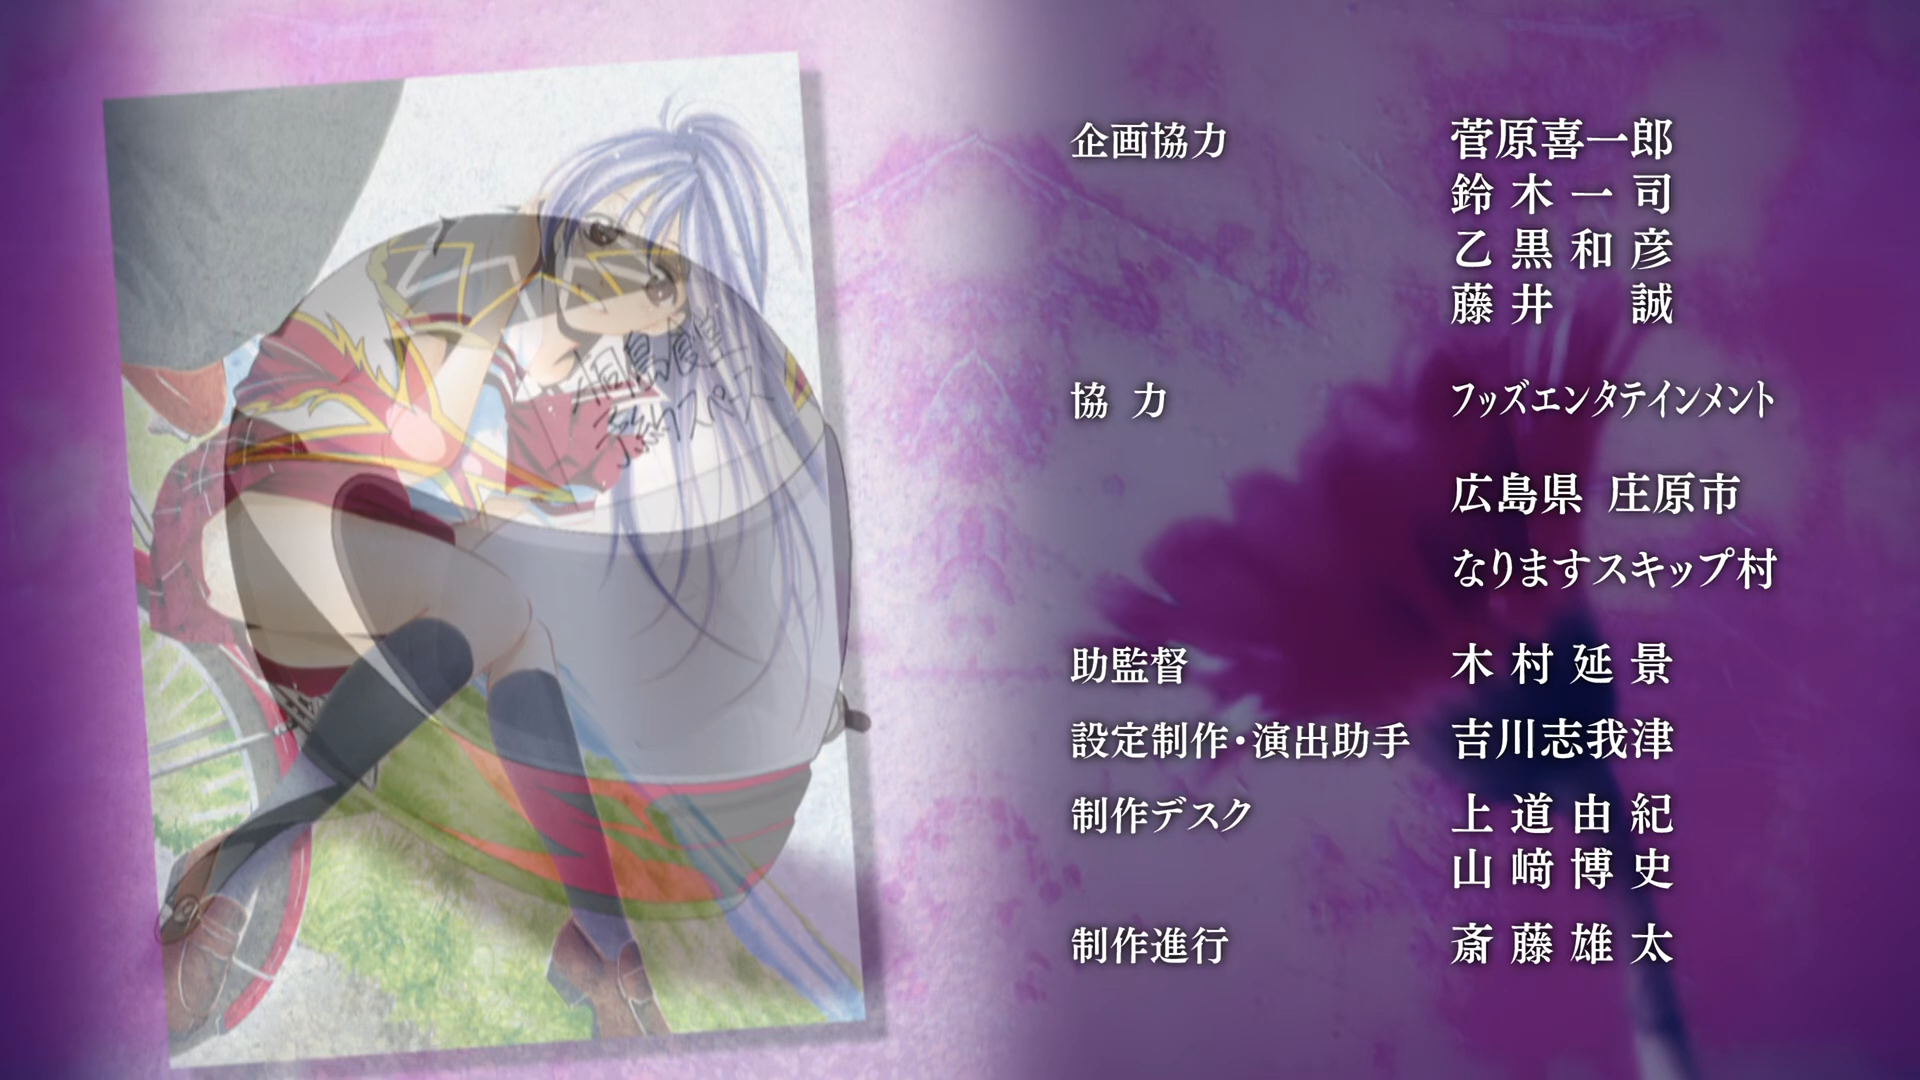 企画協力 菅原喜一郎
鈴木一司
乙黒和彦
藤井 誠
協力 フッズエンタテインメント
広島県 庄原市
なりますスキップ村
助監督 木村延景
設定制作・演出助手 吉川志我津
制作デスク 上道由紀
山﨑博史
制作進行 斎藤雄太